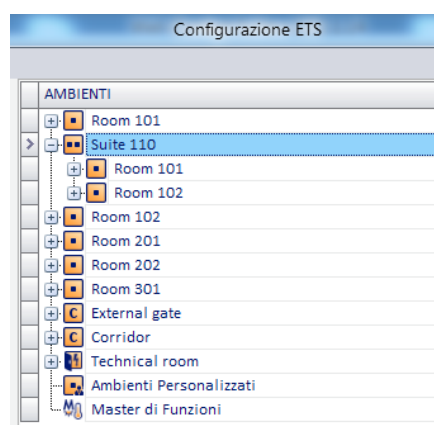 Configurazione ETS
AMBIENTI
Room 101
Suite 110
Room 101
Room 102
Room 102
Room 201
Room 202
Room 301
C External gate
C Corridor
Technical room
Ambienti Personalizzati
Master di Funzioni